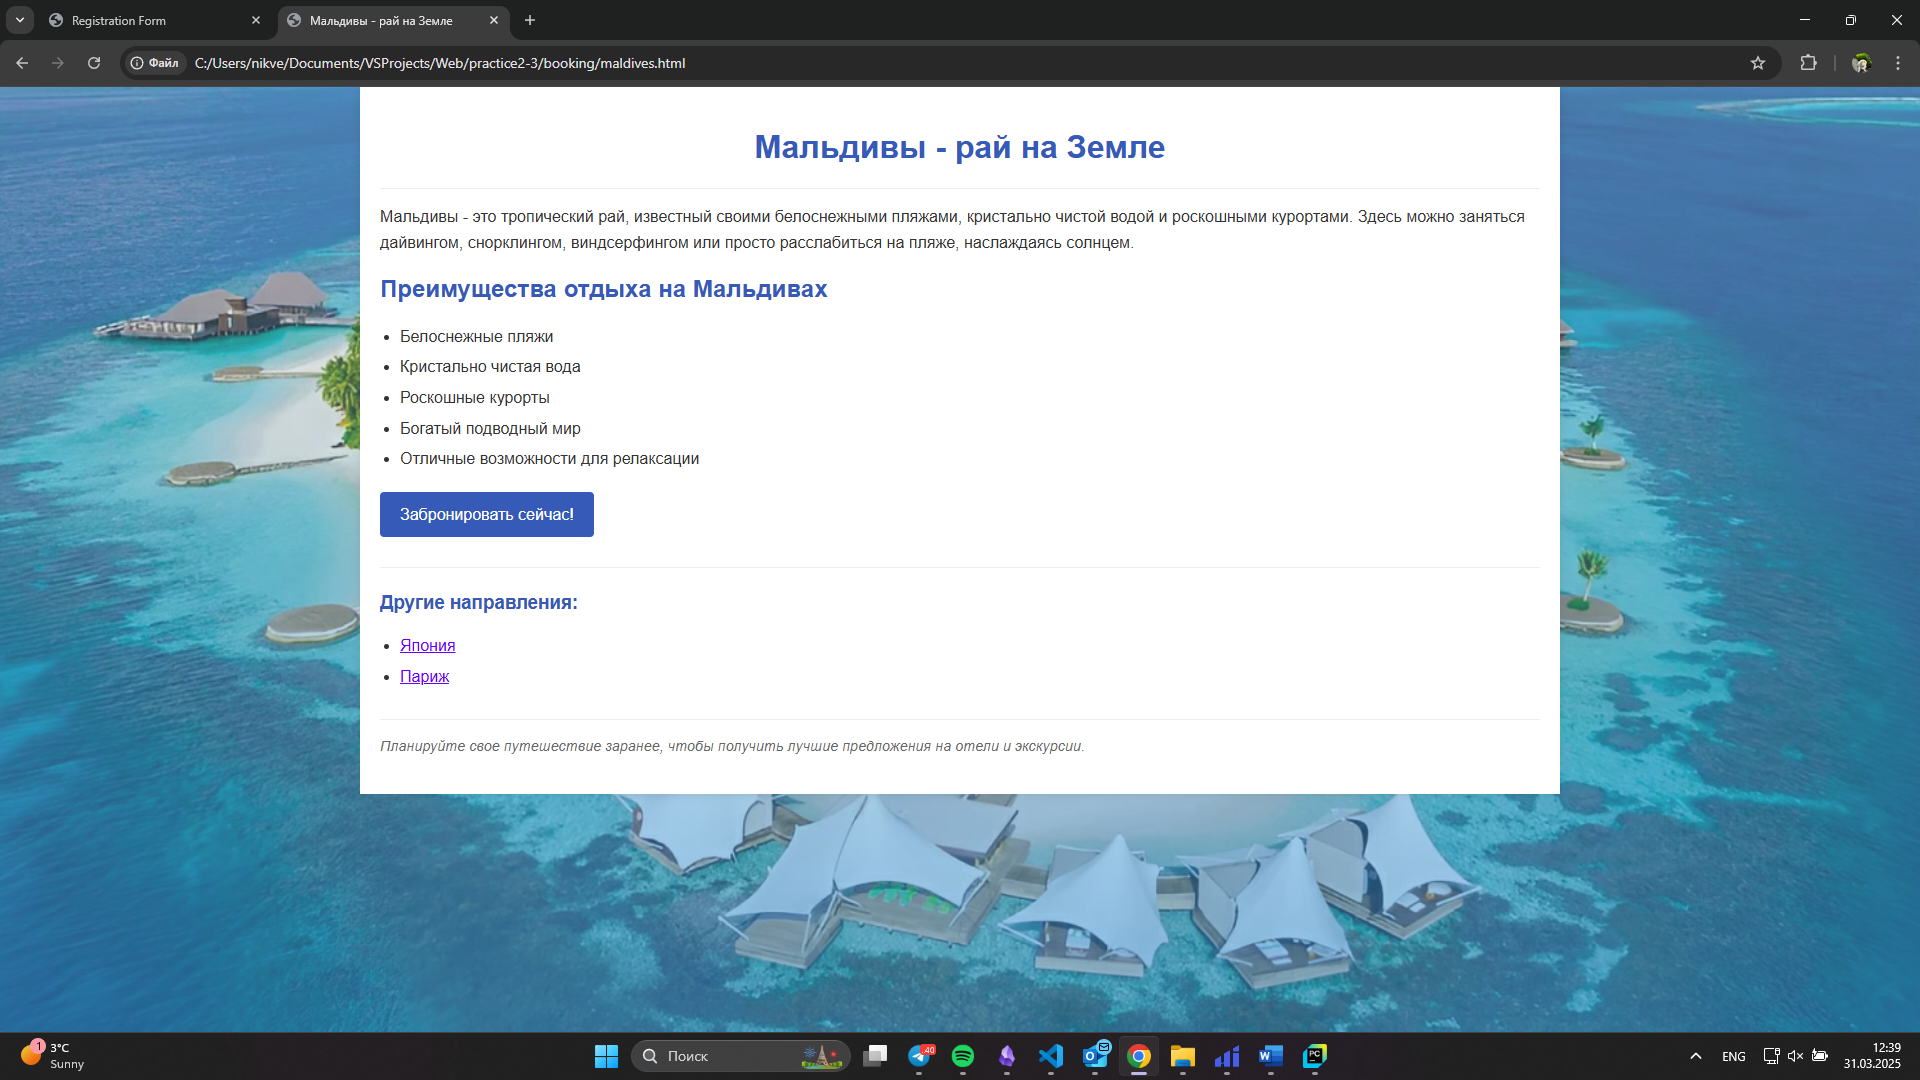 Registration Form
Мальдивы - рай на Земле
Файл
C:/Users/nikve/Documents/VSProjects/Web/practice2-3/booking/maldives.html
Мальдивы - рай на Земле
Мальдивы - это тропический рай, известный своими белоснежными пляжами, кристально чистой водой и роскошными курортами. Здесь можно заняться
дайвингом, снорклингом, виндсерфингом или просто расслабиться на пляже, наслаждаясь солнцем.
Преимущества отдыха на Мальдивах
Белоснежные пляжи
Кристально чистая вода
Роскошные курорты
Богатый подводный мир
Отличные возможности для релаксации
Забронировать сейчас!
Другие направления:
Япония
Париж
Планируйте свое путешествие заранее, чтобы получить лучшие предложения на отели и экскурсии.
1
3°C
Sunny
Поиск
40
PC
ENG
12:39
31.03.2025